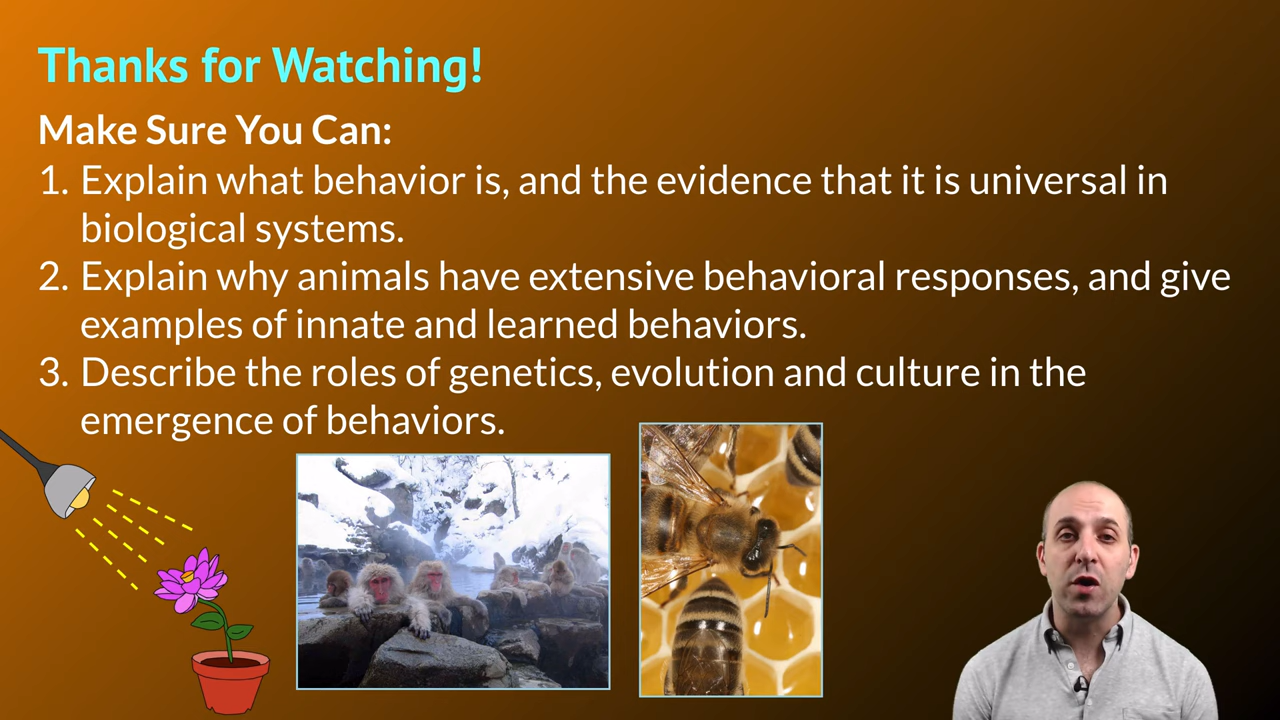 Thanks for Watching!
Make Sure You Can:
1. Explain what behavior is, and the evidence that it is universal in
biological systems.
2. Explain why animals have extensive behavioral responses, and give
examples of innate and learned behaviors.
3. Describe the roles of genetics, evolution and culture in the
emergence of behaviors.